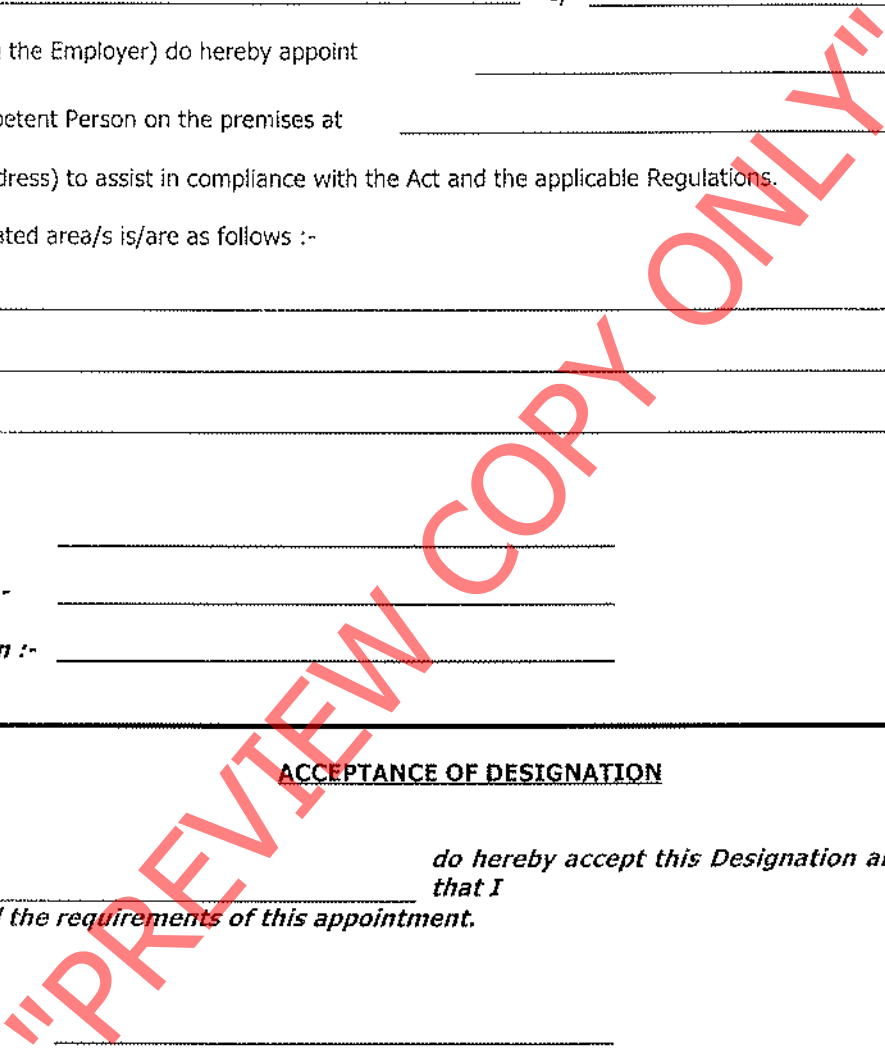 the Employer) do hereby appoint
petent Person on the premises at
dress) to assist in compliance with the Act and the applicable Regulations.
ated area/s is/are as follows :-
:-
n :-
ACCEPTANCE OF DESIGNATION
do hereby accept this Designation a
that I
the requirements of this appointment.
"PREVIEW COPY ONLY"